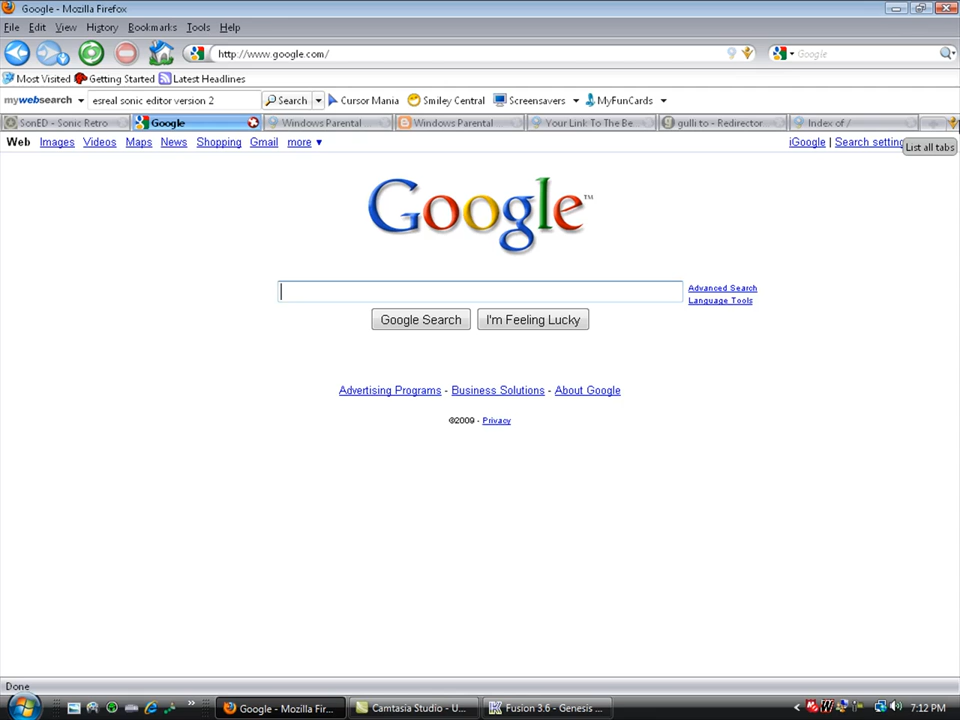 Google - Mozilla Firefox
File Edit View History Bookmarks Tools Help
http://www.google.com/ Google
Most Visited Getting Started Latest Headlines
mywebsearch esreal sonic editor version 2 Search Cursor Mania Smiley Central Screensavers MyFunCards
SonED - Sonic Retro Google Windows Parental Windows Parental Your Link: To The Be... gulli.to - Redirector Index of /
Web Images Videos Maps News Shopping Gmail more iGoogle | Search setting
List all tabs
Google™
Advanced Search
Language Tools
Google Search I'm Feeling Lucky
Advertising Programs - Business Solutions - About Google
©2009 - Privacy
Done
Google - Mozilla Fir... Camtasia Studio - U... Fusion 3.6 - Genesis ... 7:12 PM